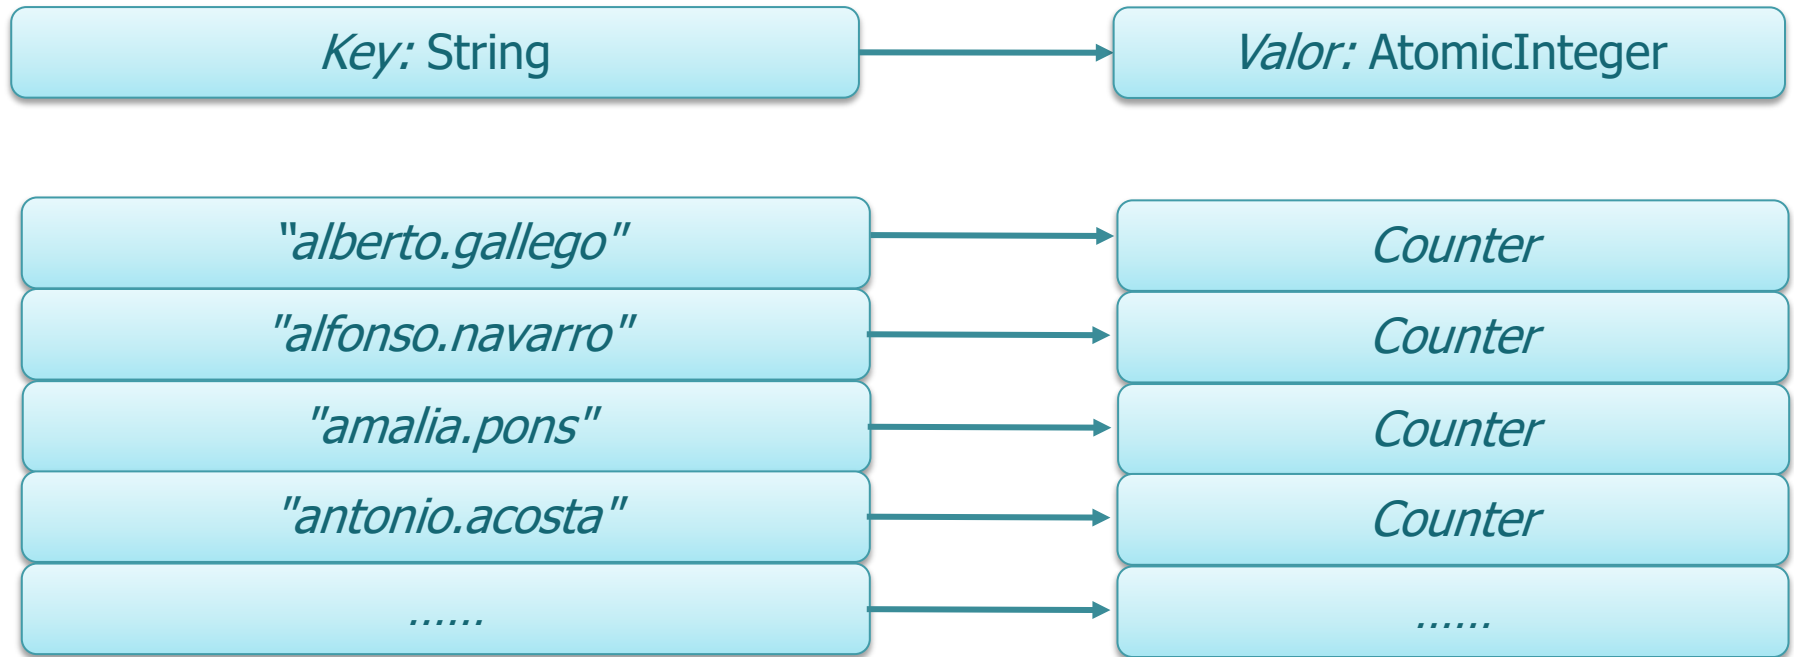 Key: String
Valor: AtomicInteger
"alberto.gallego"
Counter
"alfonso.navarro"
Counter
"amalia.pons"
Counter
"antonio.acosta"
Counter
......
......